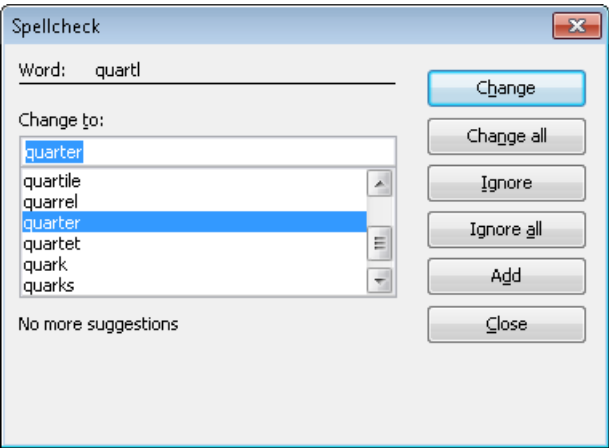 Spellcheck
Word: quartl
Change to:
quarter
quartile
quarrel
quarter
quartet
quark
quarks
No more suggestions
Change
Change all
Ignore
Ignore all
Add
Close